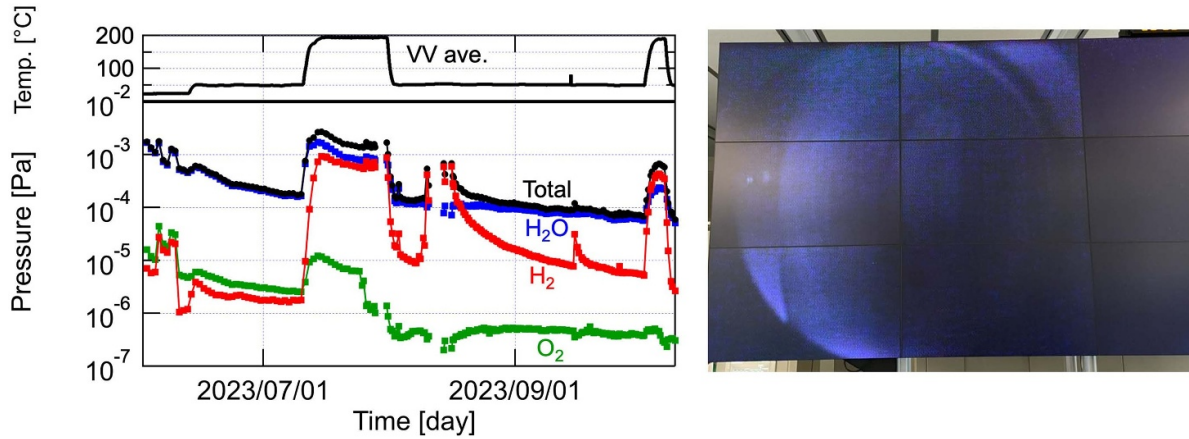 Temp. [°C]
200
100
-2
VV ave.
Pressure [Pa]
10⁻²
10⁻³
10⁻⁴
10⁻⁵
10⁻⁶
10⁻⁷
Total
H₂O
H₂
O₂
2023/07/01
2023/09/01
Time [day]